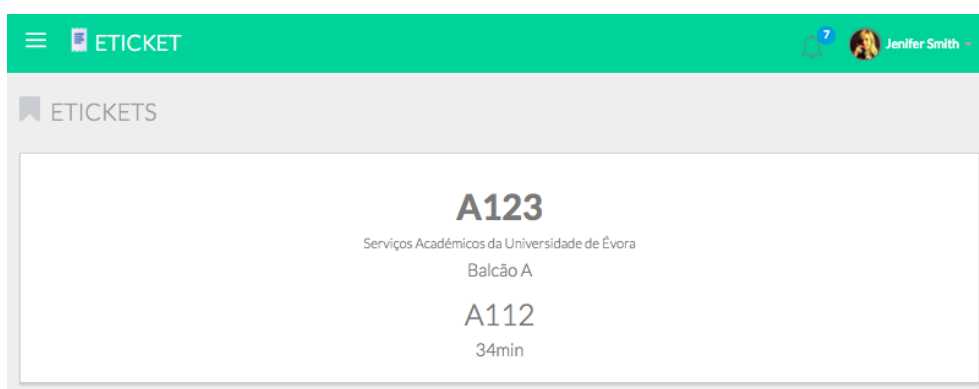 ETICKET
7
Jenifer Smith
ETICKETS
A123
Serviços Académicos da Universidade de Évora
Balcão A
A112
34min